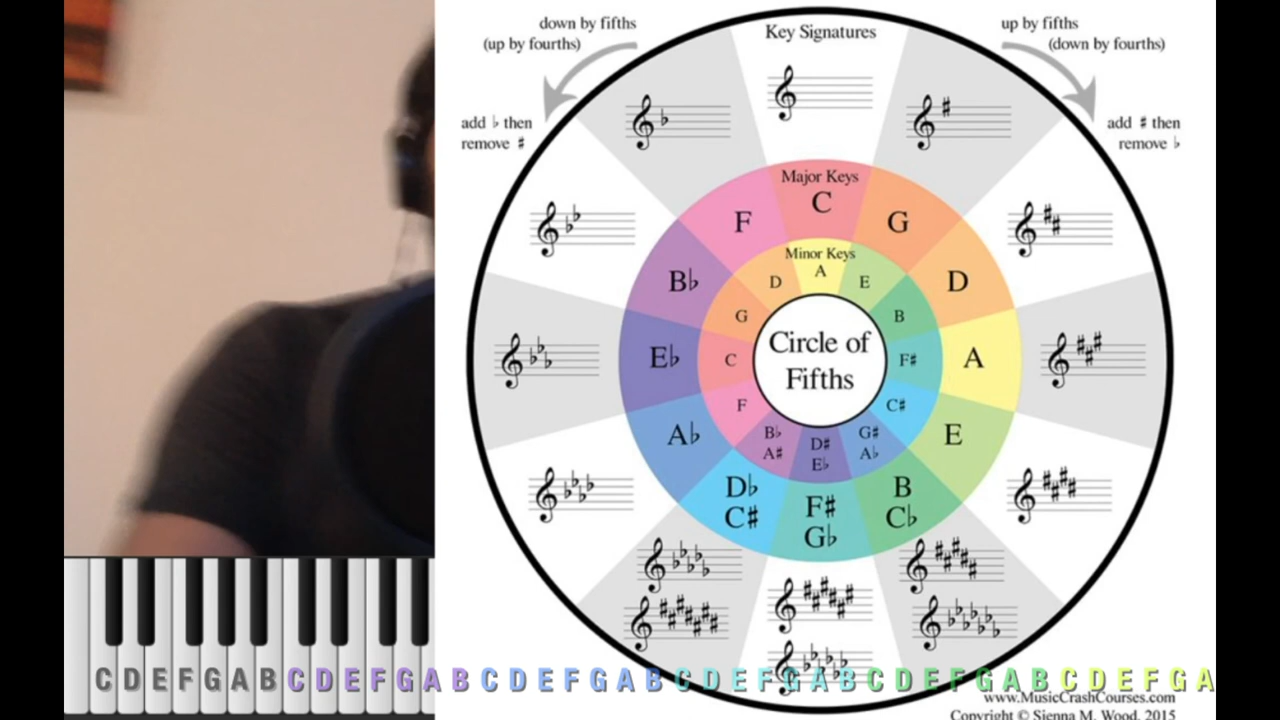 down by fifths
(up by fourths)
Key Signatures
up by fifths
(down by fourths)
add ♭ then
remove ♯
add ♯ then
remove ♭
Major Keys
C
F
G
B♭
D
E♭
A
A♭
E
D♭
C♯
F♯
G♭
B
C♭
Minor Keys
A
D
E
G
B
C
F♯
F
C♯
B♭
A♯
D♯
E♭
G♯
A♭
Circle of
Fifths
C D E F G A B C D E F G A B C D E F G A B C D E F G A B C D E F G A B C D E F G A
www.MusicCrashCourses.com
Copyright © Sienna M. Wood, 2015